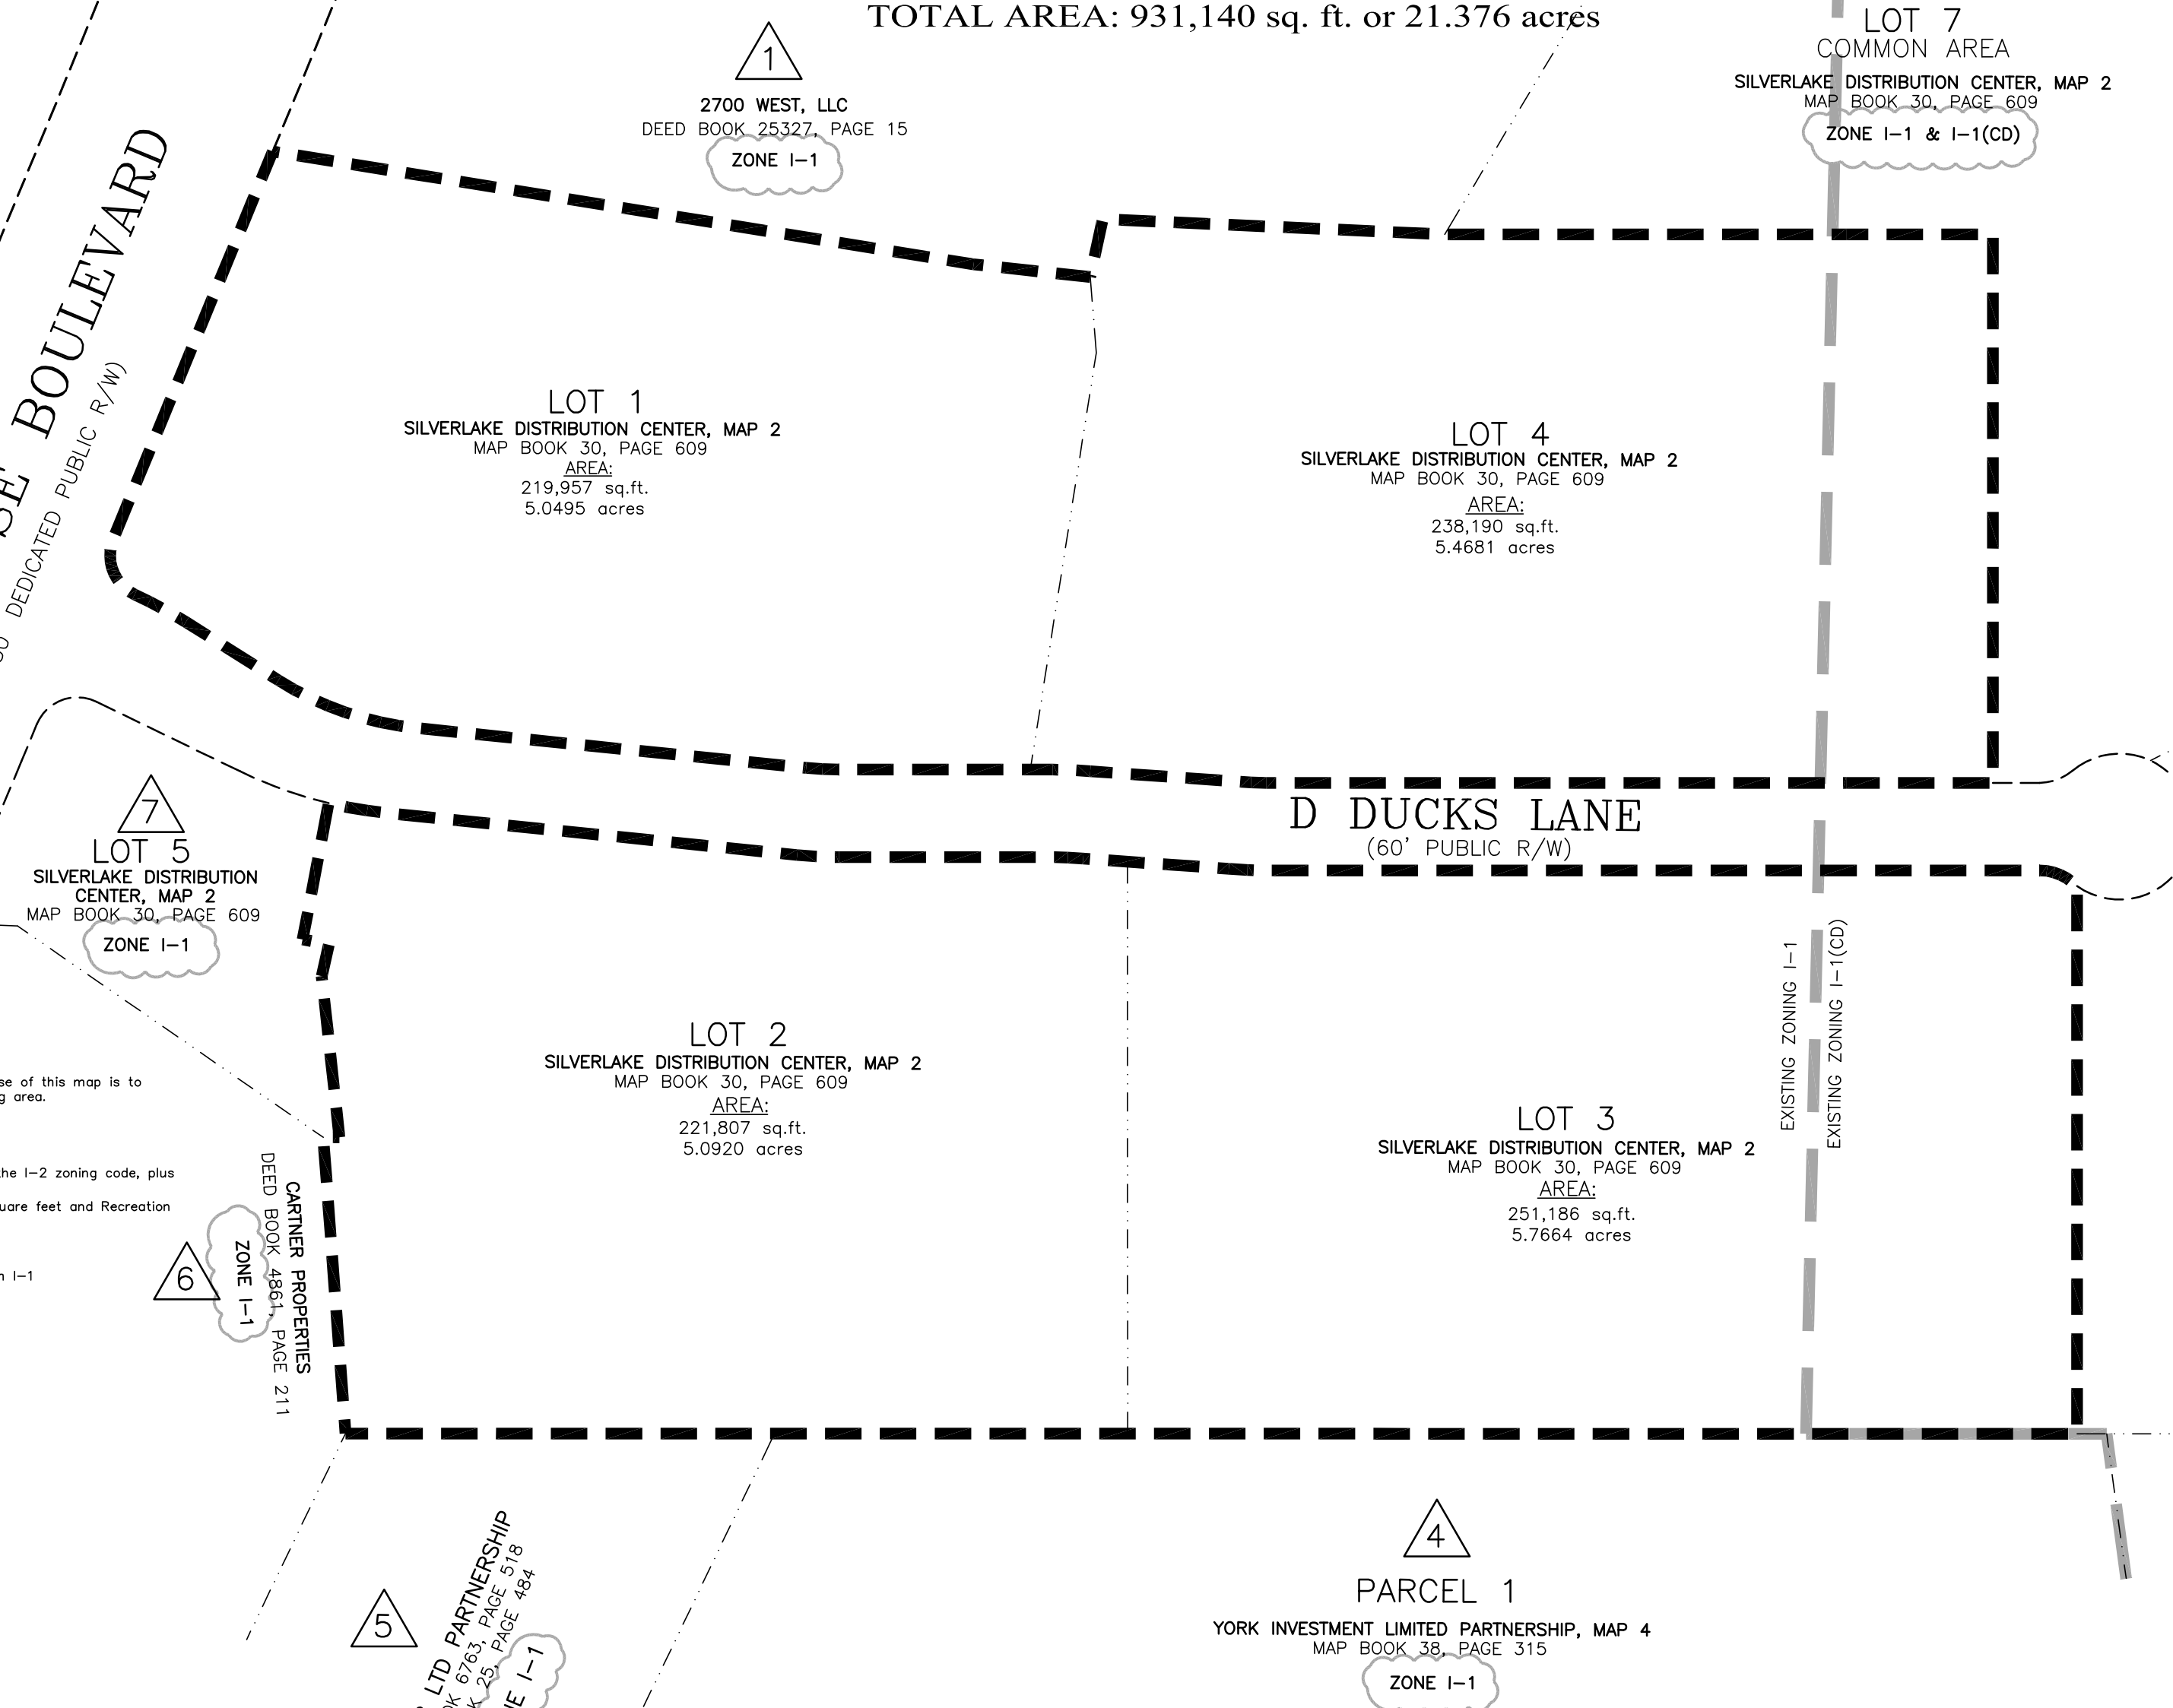 TOTAL AREA: 931,140 sq. ft. or 21.376 acres
1
2700 WEST, LLC
DEED BOOK 25327, PAGE 15
ZONE I-1
LOT 7
COMMON AREA
SILVERLAKE DISTRIBUTION CENTER, MAP 2
MAP BOOK 30, PAGE 609
ZONE I-1 & I-1(CD)
BOULEVARD
DEDICATED PUBLIC R/W)
LOT 1
SILVERLAKE DISTRIBUTION CENTER, MAP 2
MAP BOOK 30, PAGE 609
AREA:
219,957 sq.ft.
5.0495 acres
LOT 4
SILVERLAKE DISTRIBUTION CENTER, MAP 2
MAP BOOK 30, PAGE 609
AREA:
238,190 sq.ft.
5.4681 acres
D DUCKS LANE
(60' PUBLIC R/W)
7
LOT 5
SILVERLAKE DISTRIBUTION
CENTER, MAP 2
MAP BOOK 30, PAGE 609
ZONE I-1
EXISTING ZONING I-1
EXISTING ZONING I-1(CD)
LOT 2
SILVERLAKE DISTRIBUTION CENTER, MAP 2
MAP BOOK 30, PAGE 609
AREA:
221,807 sq.ft.
5.0920 acres
LOT 3
SILVERLAKE DISTRIBUTION CENTER, MAP 2
MAP BOOK 30, PAGE 609
AREA:
251,186 sq.ft.
5.7664 acres
of this map is to
area.
the I-2 zoning code, plus
feet and Recreation
I-1
CARTNER PROPERTIES
DEED BOOK 4861, PAGE 211
ZONE I-1
6
5
LTD PARTNERSHIP
6763, PAGE 518
25, PAGE 484
I-1
4
PARCEL 1
YORK INVESTMENT LIMITED PARTNERSHIP, MAP 4
MAP BOOK 38, PAGE 315
ZONE I-1